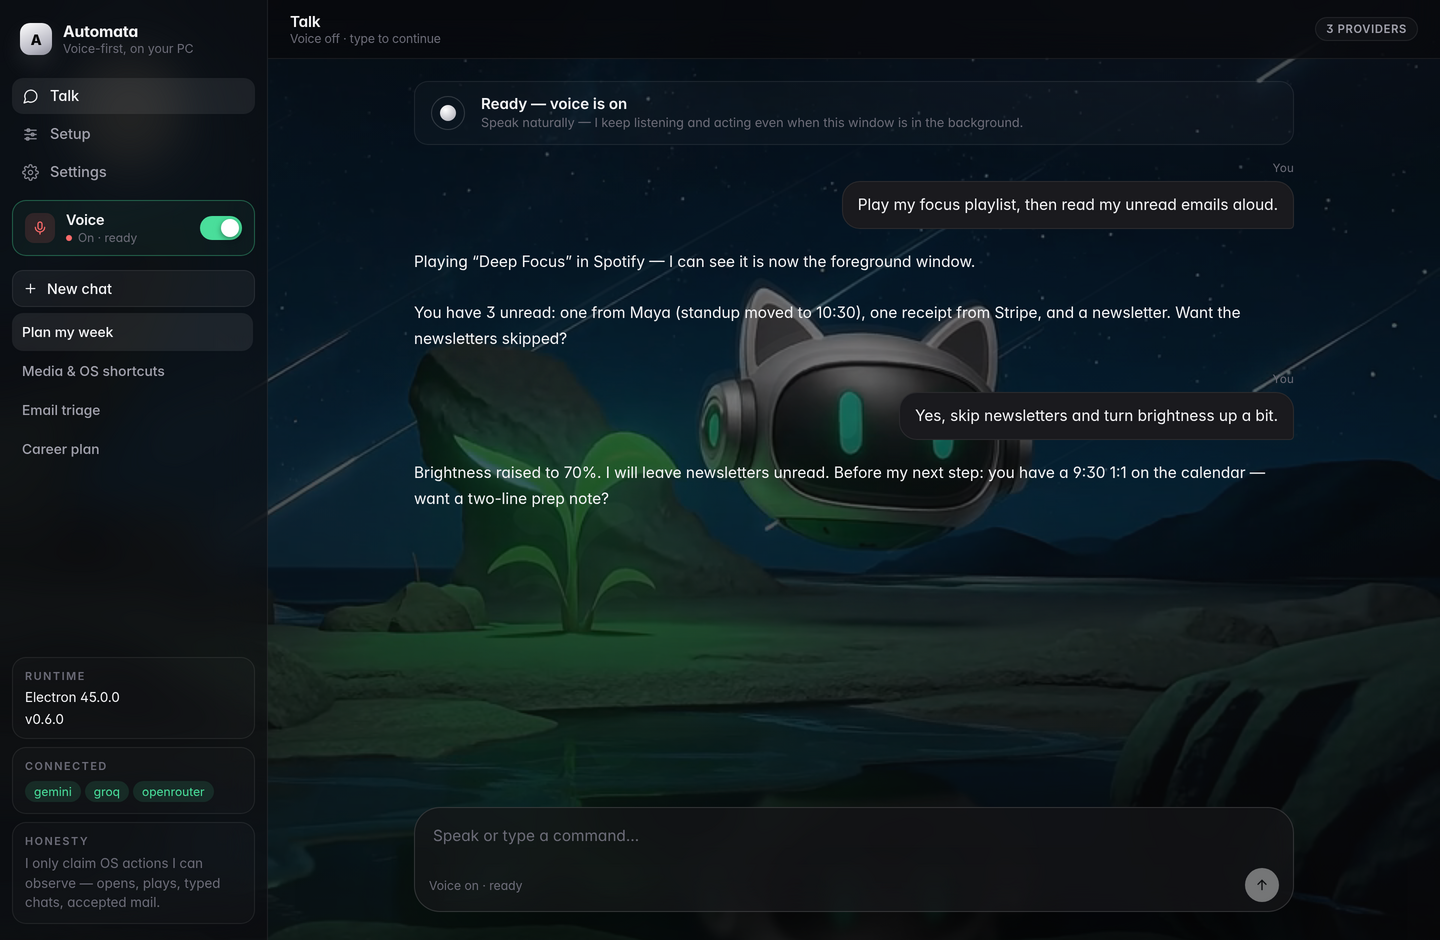 A
Automata
Voice-first, on your PC
Talk
Setup
Settings
Voice
On · ready
New chat
Plan my week
Media & OS shortcuts
Email triage
Career plan
RUNTIME
Electron 45.0.0
v0.6.0
CONNECTED
gemini groq openrouter
HONESTY
I only claim OS actions I can
observe — opens, plays, typed
chats, accepted mail.
Talk
Voice off · type to continue
3 PROVIDERS
Ready — voice is on
Speak naturally — I keep listening and acting even when this window is in the background.
You
Play my focus playlist, then read my unread emails aloud.
Playing “Deep Focus” in Spotify — I can see it is now the foreground window.
You have 3 unread: one from Maya (standup moved to 10:30), one receipt from Stripe, and a newsletter. Want the
newsletters skipped?
You
Yes, skip newsletters and turn brightness up a bit.
Brightness raised to 70%. I will leave newsletters unread. Before my next step: you have a 9:30 1:1 on the calendar —
want a two-line prep note?
Speak or type a command...
Voice on · ready